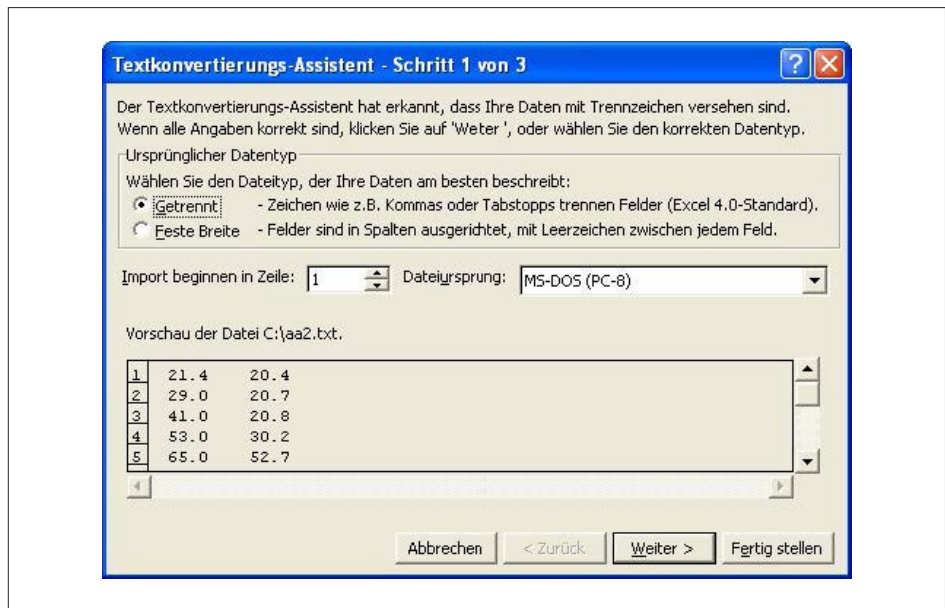 Textkonvertierungs-Assistent - Schritt 1 von 3
Der Textkonvertierungs-Assistent hat erkannt, dass Ihre Daten mit Trennzeichen versehen sind.
Wenn alle Angaben korrekt sind, klicken Sie auf 'Weter ', oder wählen Sie den korrekten Datentyp.
Ursprünglicher Datentyp
Wählen Sie den Dateityp, der Ihre Daten am besten beschreibt:
Getrennt - Zeichen wie z.B. Kommas oder Tabstopps trennen Felder (Excel 4.0-Standard).
Feste Breite - Felder sind in Spalten ausgerichtet, mit Leerzeichen zwischen jedem Feld.
Import beginnen in Zeile: 1 Dateiursprung: MS-DOS (PC-8)
Vorschau der Datei C:\aa2.txt.
1 21.4 20.4
2 29.0 20.7
3 41.0 20.8
4 53.0 30.2
5 65.0 52.7
Abbrechen < Zurück Weiter > Fertig stellen